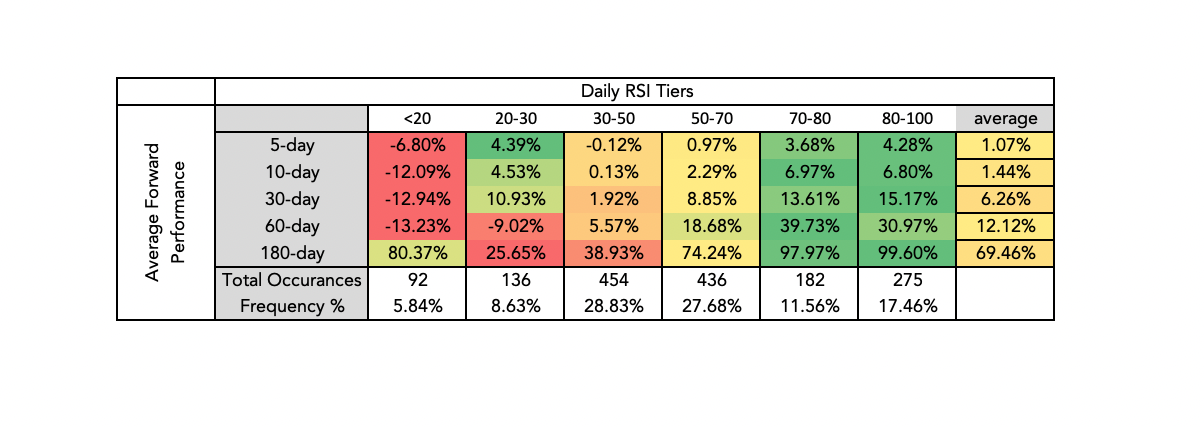 Daily RSI Tiers
<20 20-30 30-50 50-70 70-80 80-100 average
Average Forward
Performance
5-day -6.80% 4.39% -0.12% 0.97% 3.68% 4.28% 1.07%
10-day -12.09% 4.53% 0.13% 2.29% 6.97% 6.80% 1.44%
30-day -12.94% 10.93% 1.92% 8.85% 13.61% 15.17% 6.26%
60-day -13.23% -9.02% 5.57% 18.68% 39.73% 30.97% 12.12%
180-day 80.37% 25.65% 38.93% 74.24% 97.97% 99.60% 69.46%
Total Occurances 92 136 454 436 182 275
Frequency % 5.84% 8.63% 28.83% 27.68% 11.56% 17.46%